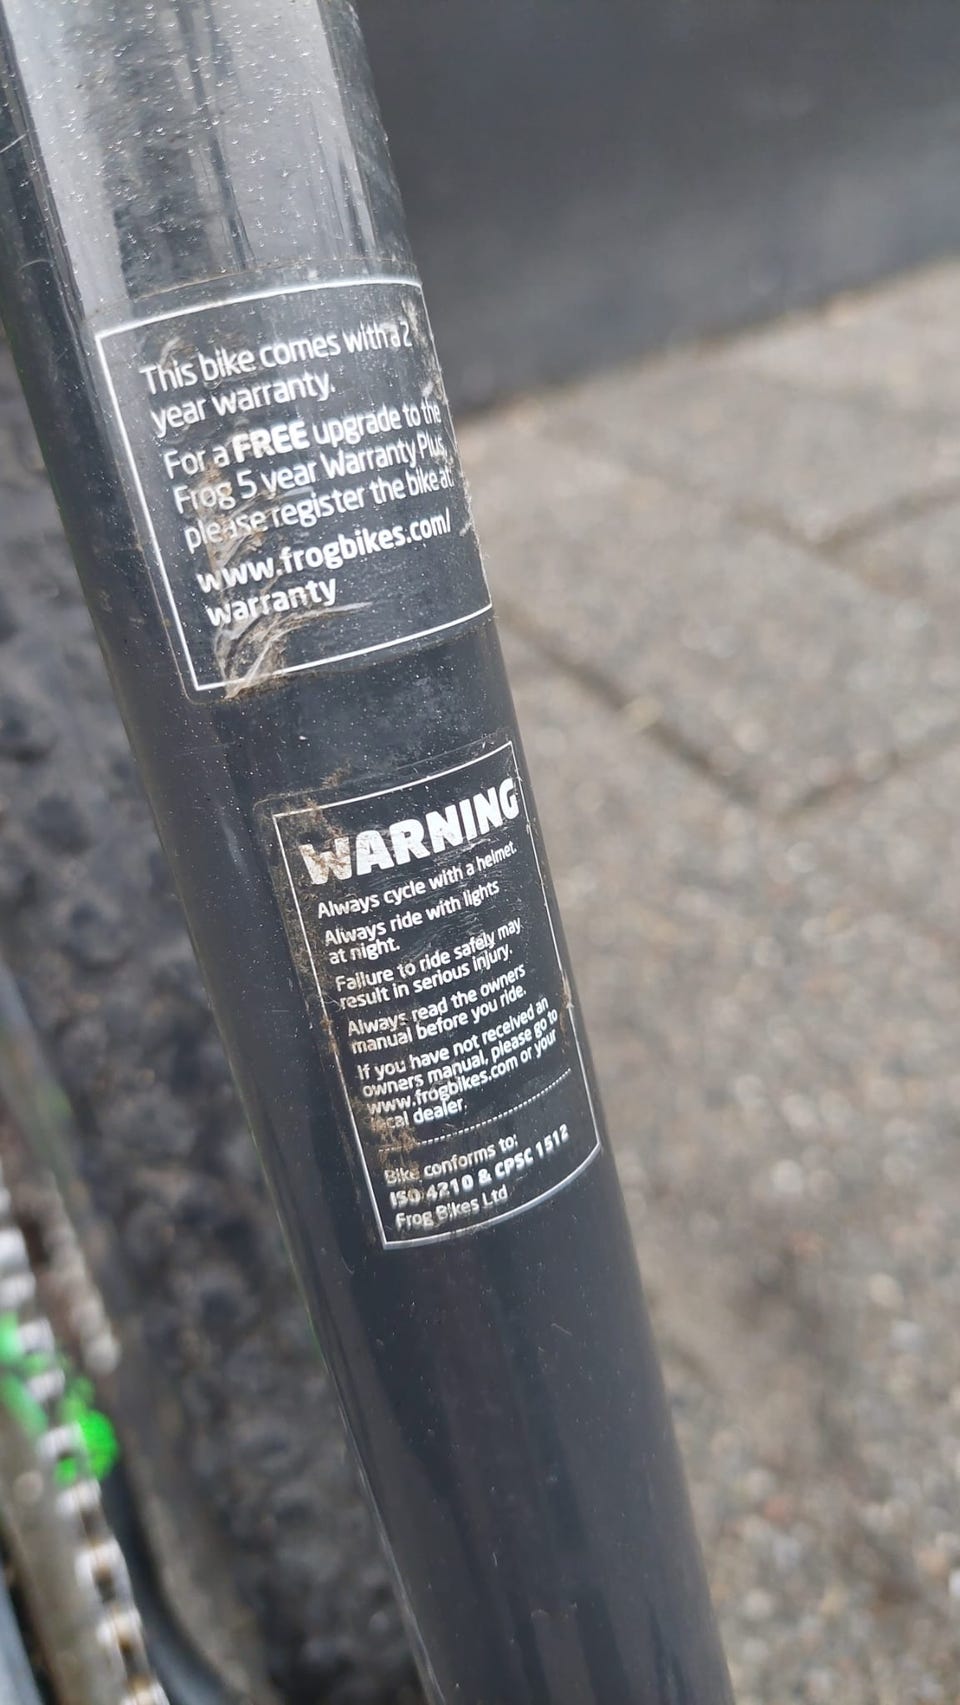 This bike comes with a 2
year warranty.
For a FREE upgrade to the
Frog 5 year Warranty Plus,
please register the bike at:
www.frogbikes.com/
warranty
WARNING
Always cycle with a helmet.
Always ride with lights
at night.
Failure to ride safely may
result in serious injury.
Always read the owners
manual before you ride.
If you have not received an
owners manual, please go to
www.frogbikes.com or your
local dealer.
Bike conforms to:
ISO 4210 & CPSC 1512
Frog Bikes Ltd